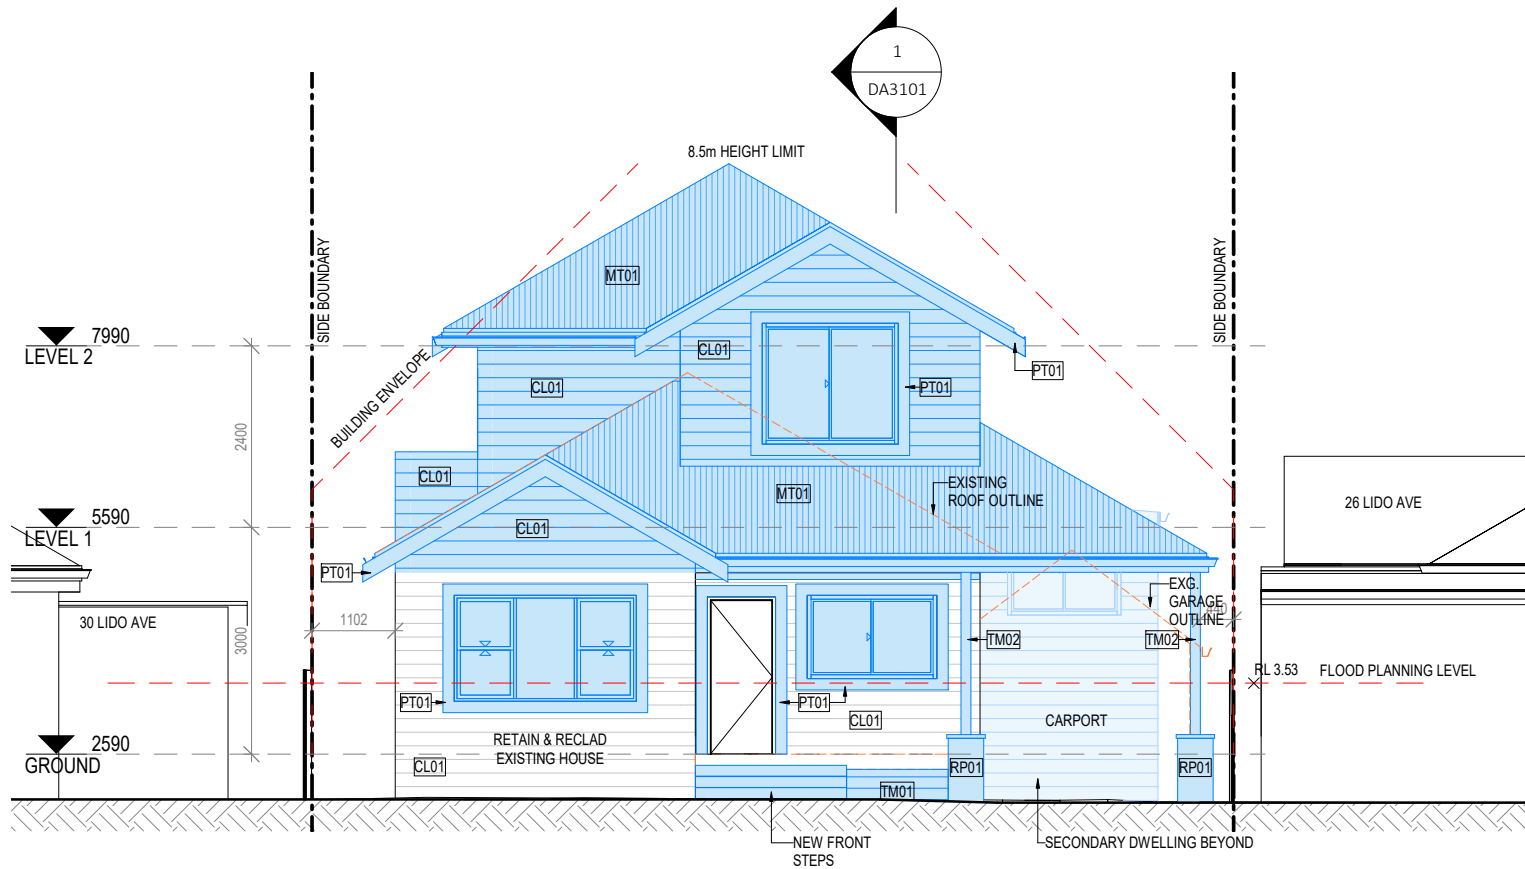 1
DA3101
8.5m HEIGHT LIMIT
SIDE BOUNDARY
SIDE BOUNDARY
MT01
7990
LEVEL 2
BUILDING ENVELOPE
CL01
CL01
PT01
PT01
2400
CL01
MT01
EXISTING
ROOF OUTLINE
26 LIDO AVE
5590
LEVEL 1
CL01
PT01
EXG.
GARAGE
OUTLINE
440
30 LIDO AVE
1102
3000
TM02
TM02
RL 3.53
FLOOD PLANNING LEVEL
PT01
PT01
CL01
CARPORT
2590
GROUND
RETAIN & RECLAD
EXISTING HOUSE
CL01
RP01
RP01
TM01
NEW FRONT
STEPS
SECONDARY DWELLING BEYOND